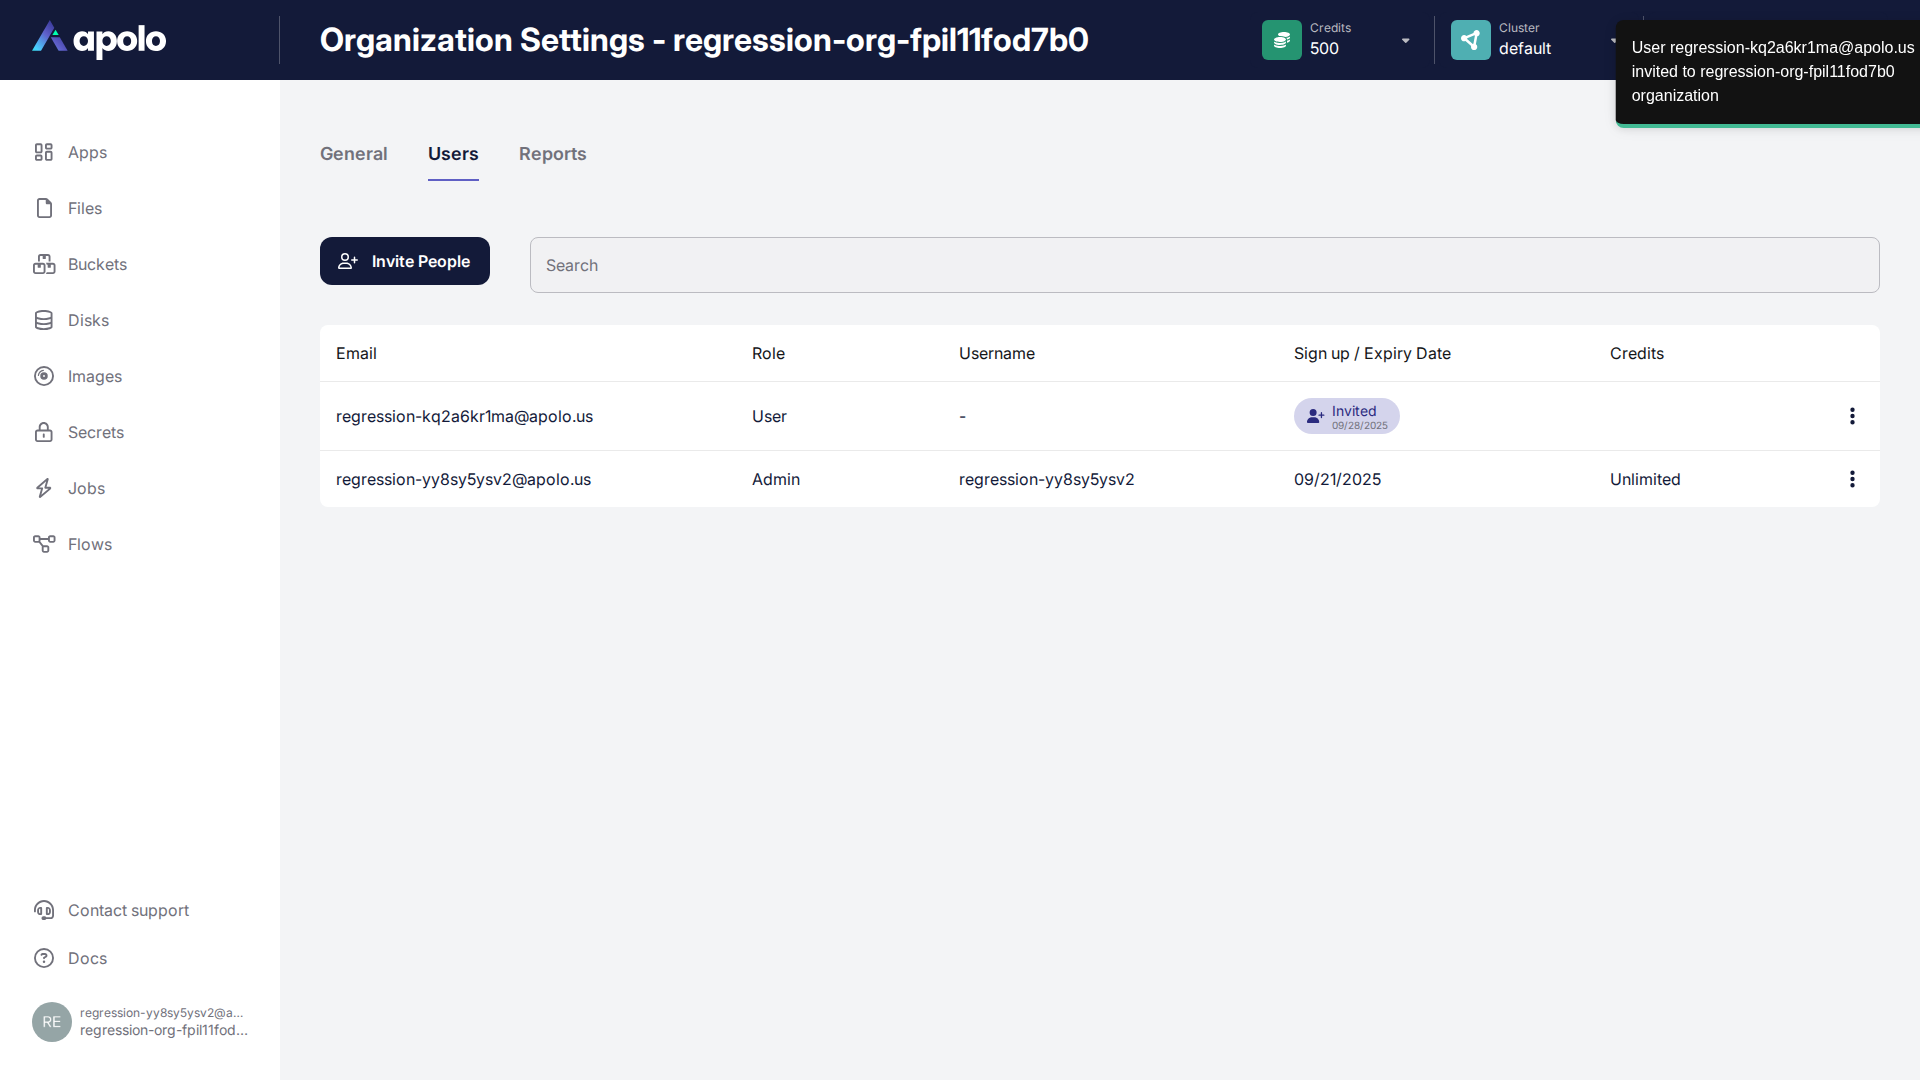 apolo
Organization Settings - regression-org-fpil11fod7b0
Credits
500
Cluster
default
User regression-kq2a6kr1ma@apolo.us
invited to regression-org-fpil11fod7b0
organization
Apps
Files
Buckets
Disks
Images
Secrets
Jobs
Flows
General
Users
Reports
Invite People
Search
Email Role Username Sign up / Expiry Date Credits
regression-kq2a6kr1ma@apolo.us User - Invited
09/28/2025
regression-yy8sy5ysv2@apolo.us Admin regression-yy8sy5ysv2 09/21/2025 Unlimited
Contact support
Docs
RE
regression-yy8sy5ysv2@a...
regression-org-fpil11fod...